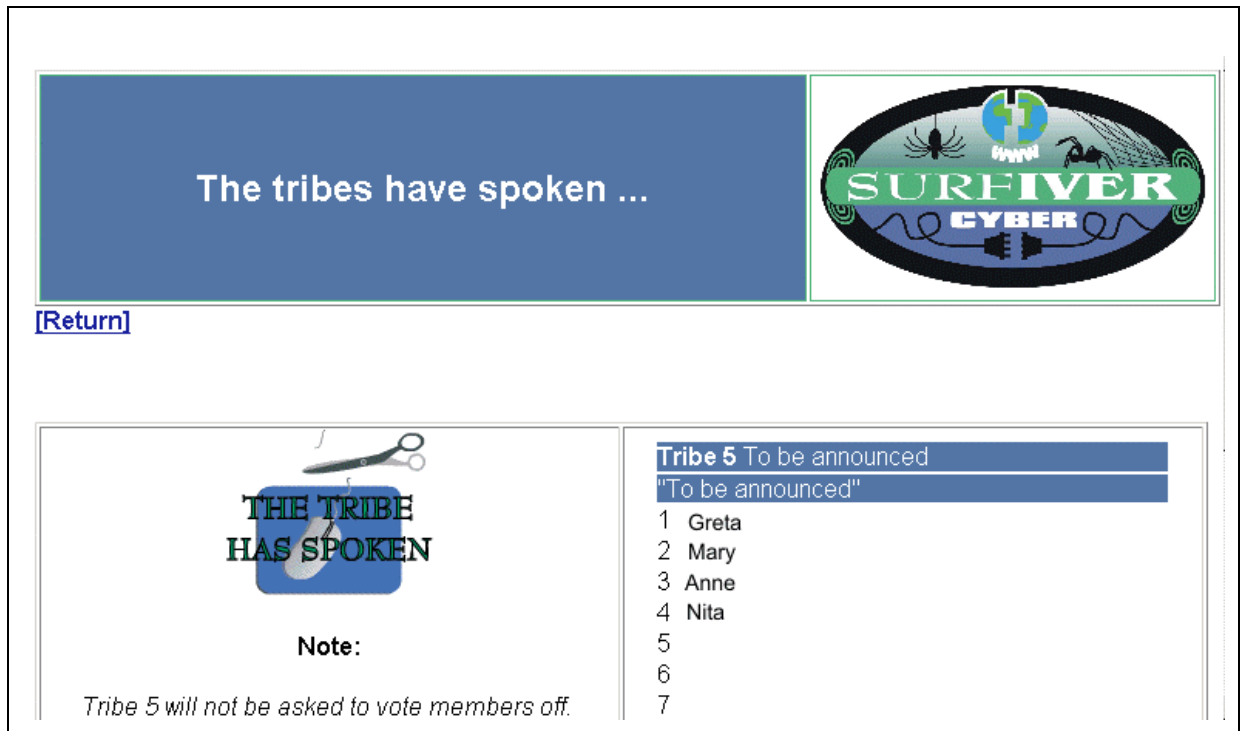 The tribes have spoken ...
WWW
SURFIVER
CYBER
[Return]
THE TRIBE
HAS SPOKEN
Note:
Tribe 5 will not be asked to vote members off.
Tribe 5 To be announced
"To be announced"
1 Greta
2 Mary
3 Anne
4 Nita
5
6
7